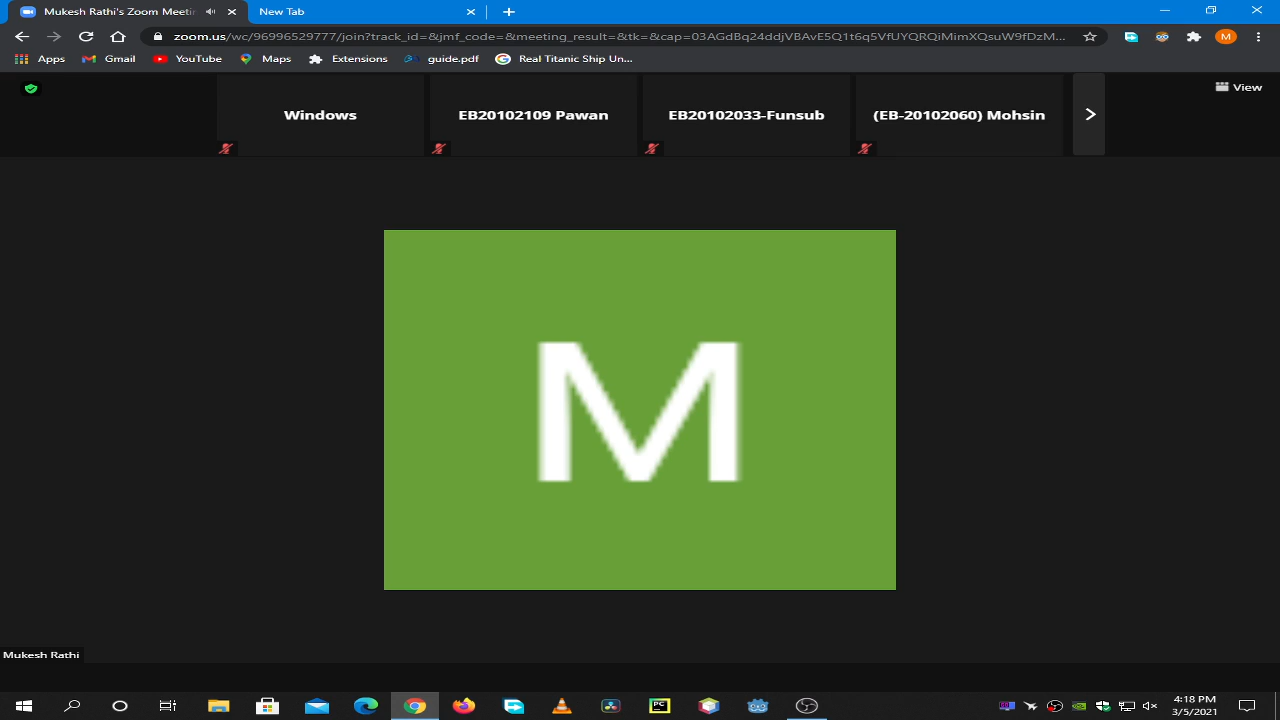 Mukesh Rathi's Zoom Meetin
New Tab
zoom.us/wc/96996529777/join?track_id=&jmf_code=&meeting_result=&tk=&cap=03AGdBq24ddjVBAvE5Q1t6q5VfUYQRQiMimXQsuW9fDzM...
M
Apps
Gmail
YouTube
Maps
Extensions
guide.pdf
Real Titanic Ship Un...
View
Windows
EB20102109 Pawan
EB20102033-Funsub
(EB-20102060) Mohsin
M
Mukesh Rathi
PC
4:18 PM
3/5/2021